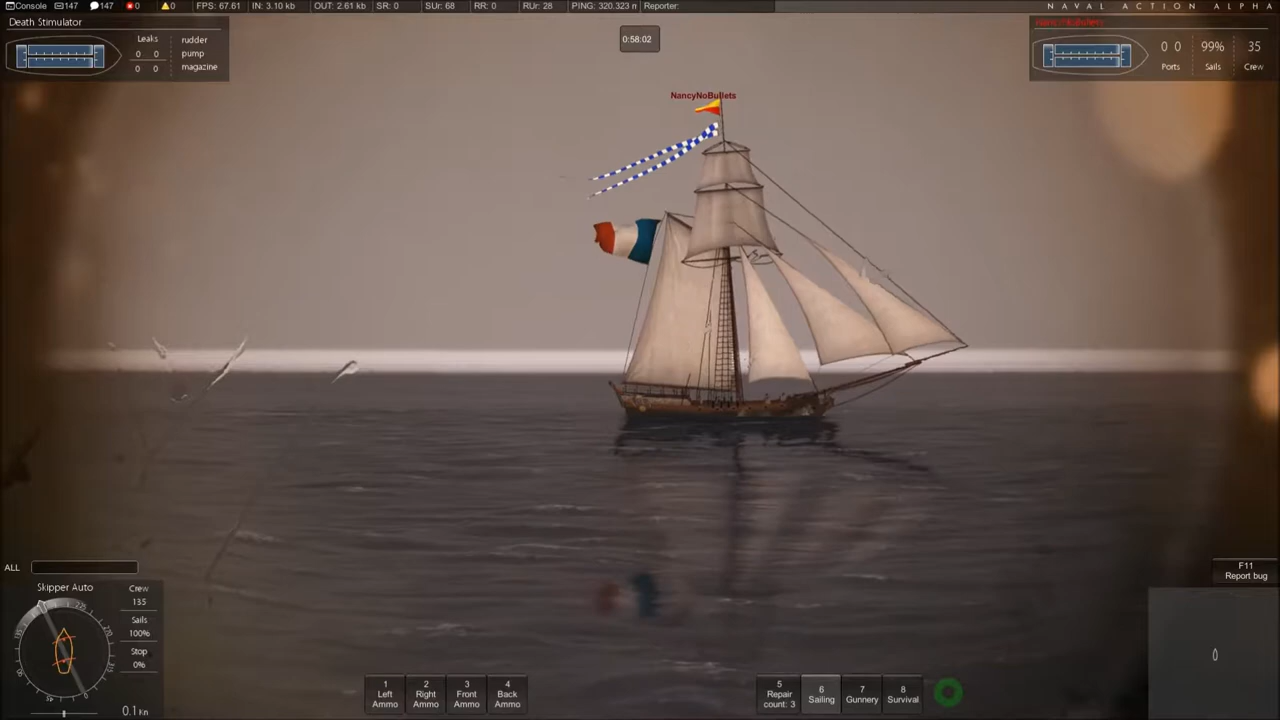 Console 147 147 0 0 FPS: 67.61 IN: 3.10 kb OUT: 2.61 kb SR: 0 SUr: 68 RR: 0 RUr: 28 PING: 320.323 m Reporter: NAVAL ACTION ALPHA
Death Stimulator
Leaks
0 0
0 0
rudder
pump
magazine
0:58:02
0 0
Ports
99%
Sails
35
Crew
NancyNoBullets
ALL
Skipper Auto
Crew
135
Sails
100%
Stop
0%
0.1 Kn
1
Left
Ammo
2
Right
Ammo
3
Front
Ammo
4
Back
Ammo
5
Repair
count: 3
6
Sailing
7
Gunnery
8
Survival
F11
Report bug